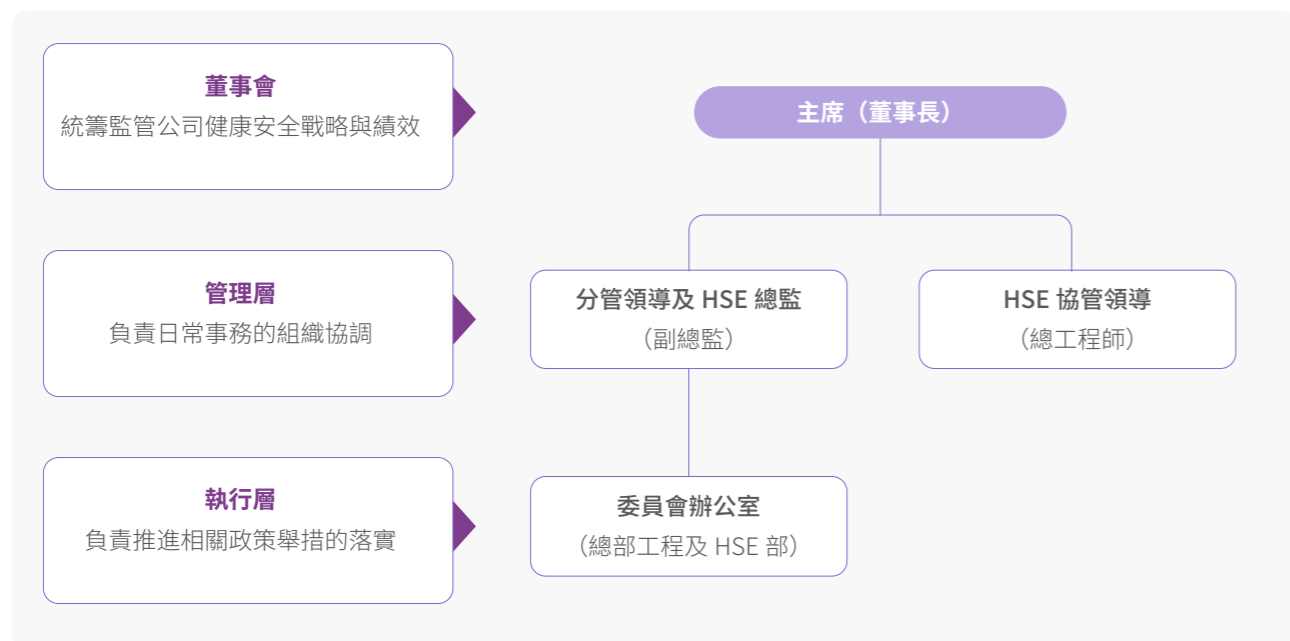 董事會
統籌監管公司健康安全戰略與績效
主席（董事長）
管理層
負責日常事務的組織協調
分管領導及 HSE 總監
（副總監）
HSE 協管領導
（總工程師）
執行層
負責推進相關政策舉措的落實
委員會辦公室
（總部工程及 HSE 部）